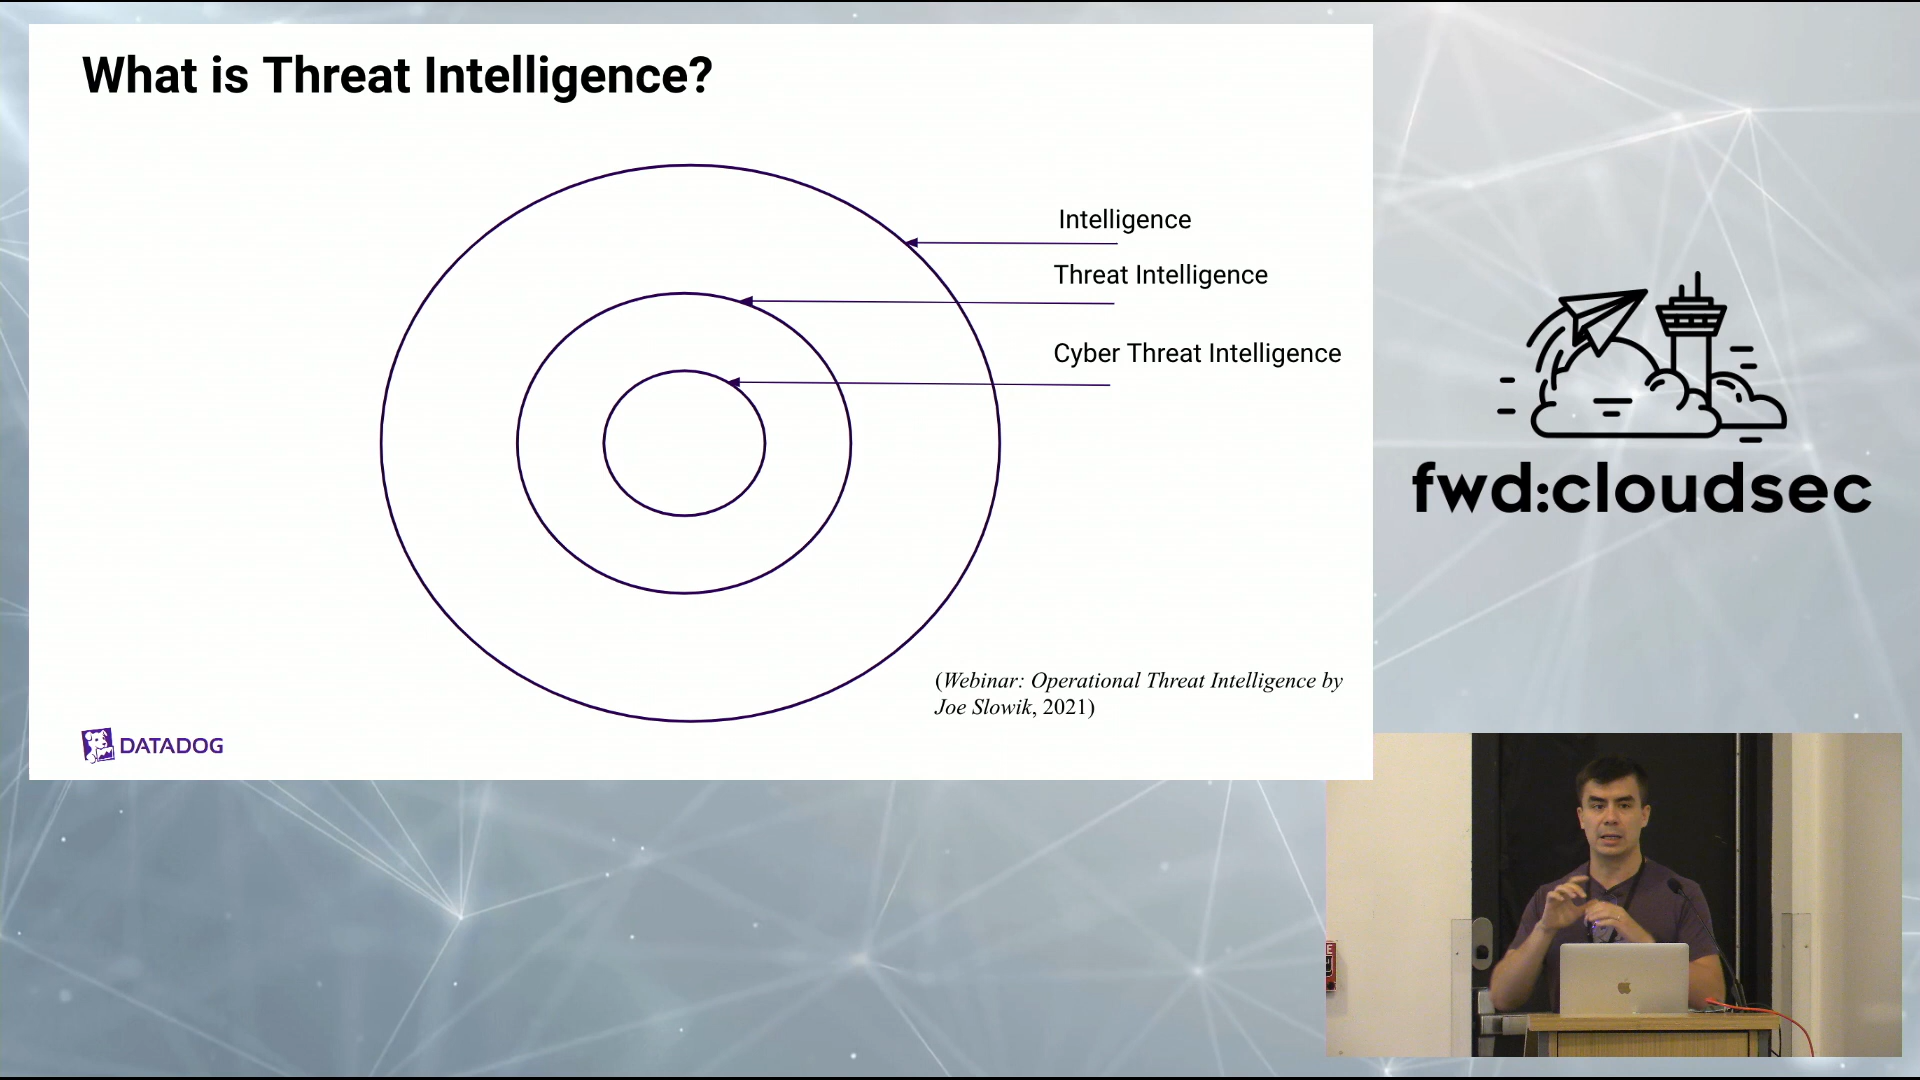 What is Threat Intelligence?
Intelligence
Threat Intelligence
Cyber Threat Intelligence
(Webinar: Operational Threat Intelligence by
Joe Slowik, 2021)
DATADOG
fwd:cloudsec